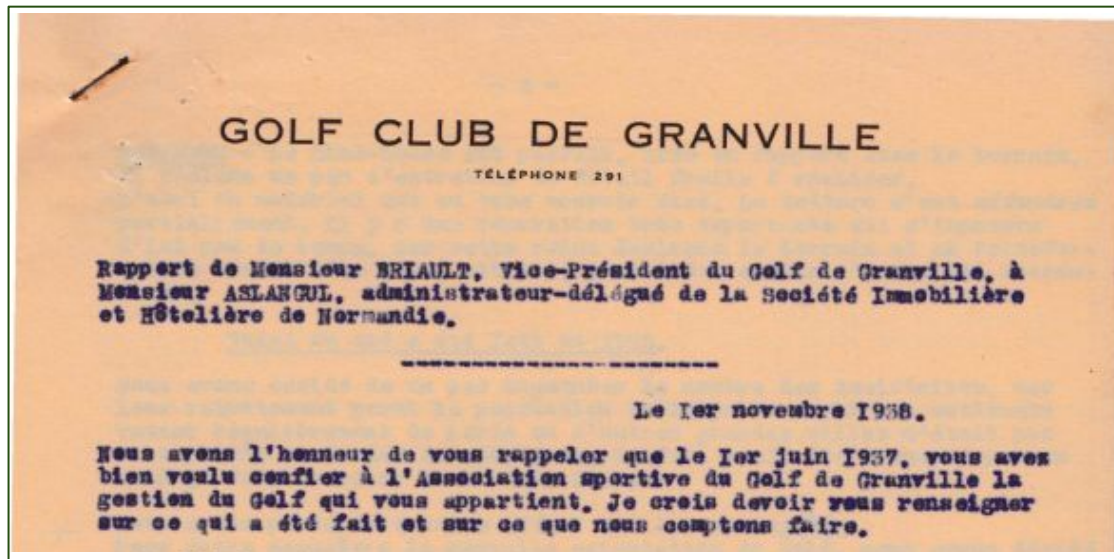 GOLF CLUB DE GRANVILLE
TÉLÉPHONE 291
Rapport de Monsieur BRIAULT, Vice-Président du Golf de Granville, à
Monsieur ASLANGUL, administrateur-délégué de la Société Immobilière
et Hôtelière de Normandie.
Le Ier novembre I938.
Nous avons l'honneur de vous rappeler que le Ier juin I937, vous avez
bien voulu confier à l'Association sportive du Golf de Granville la
gestion du Golf qui vous appartient. Je crois devoir vous renseigner
sur ce qui a été fait et sur ce que nous comptons faire.